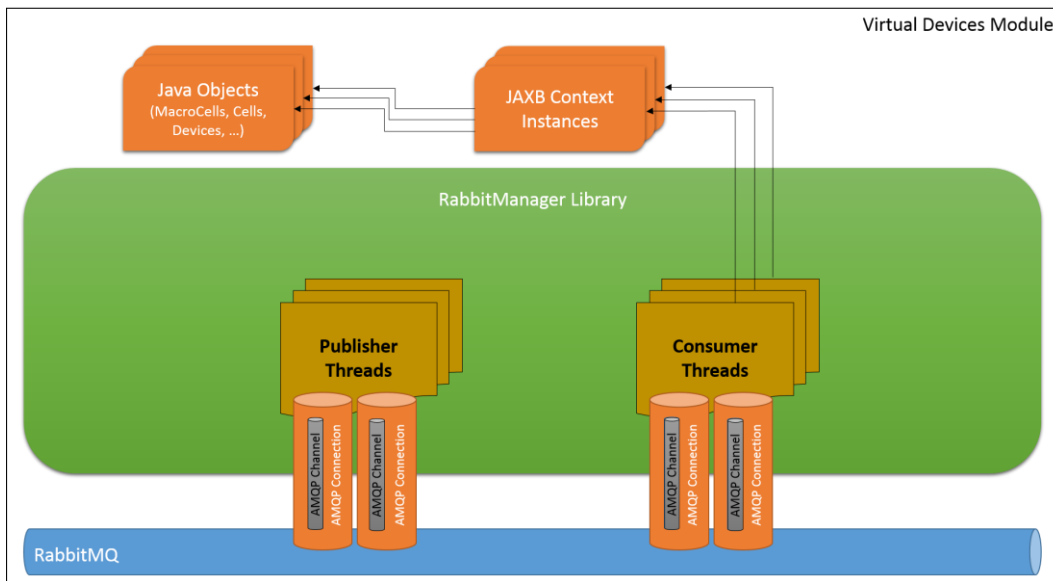 Virtual Devices Module
Java Objects
(MacroCells, Cells,
Devices, ...)
JAXB Context
Instances
RabbitManager Library
Publisher
Threads
Consumer
Threads
AMQP Channel
AMQP Connection
AMQP Channel
AMQP Connection
AMQP Channel
AMQP Connection
AMQP Channel
AMQP Connection
RabbitMQ